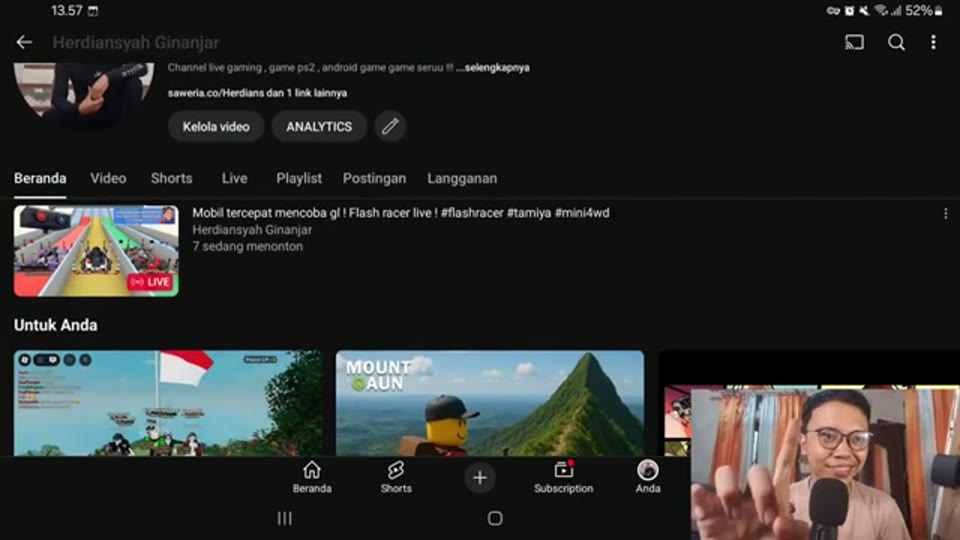 13.57
52%
Herdiansyah Ginanjar
Channel live gaming , game ps2 , android game game seruu !!! ...selengkapnya
saweria.co/Herdians dan 1 link lainnya
Kelola video
ANALYTICS
Beranda
Video
Shorts
Live
Playlist
Postingan
Langganan
Mobil tercepat mencoba gl ! Flash racer live ! #flashracer #tamiya #mini4wd
Herdiansyah Ginanjar
7 sedang menonton
LIVE
Untuk Anda
MOUNT
DAUN
Beranda
Shorts
Subscription
Anda